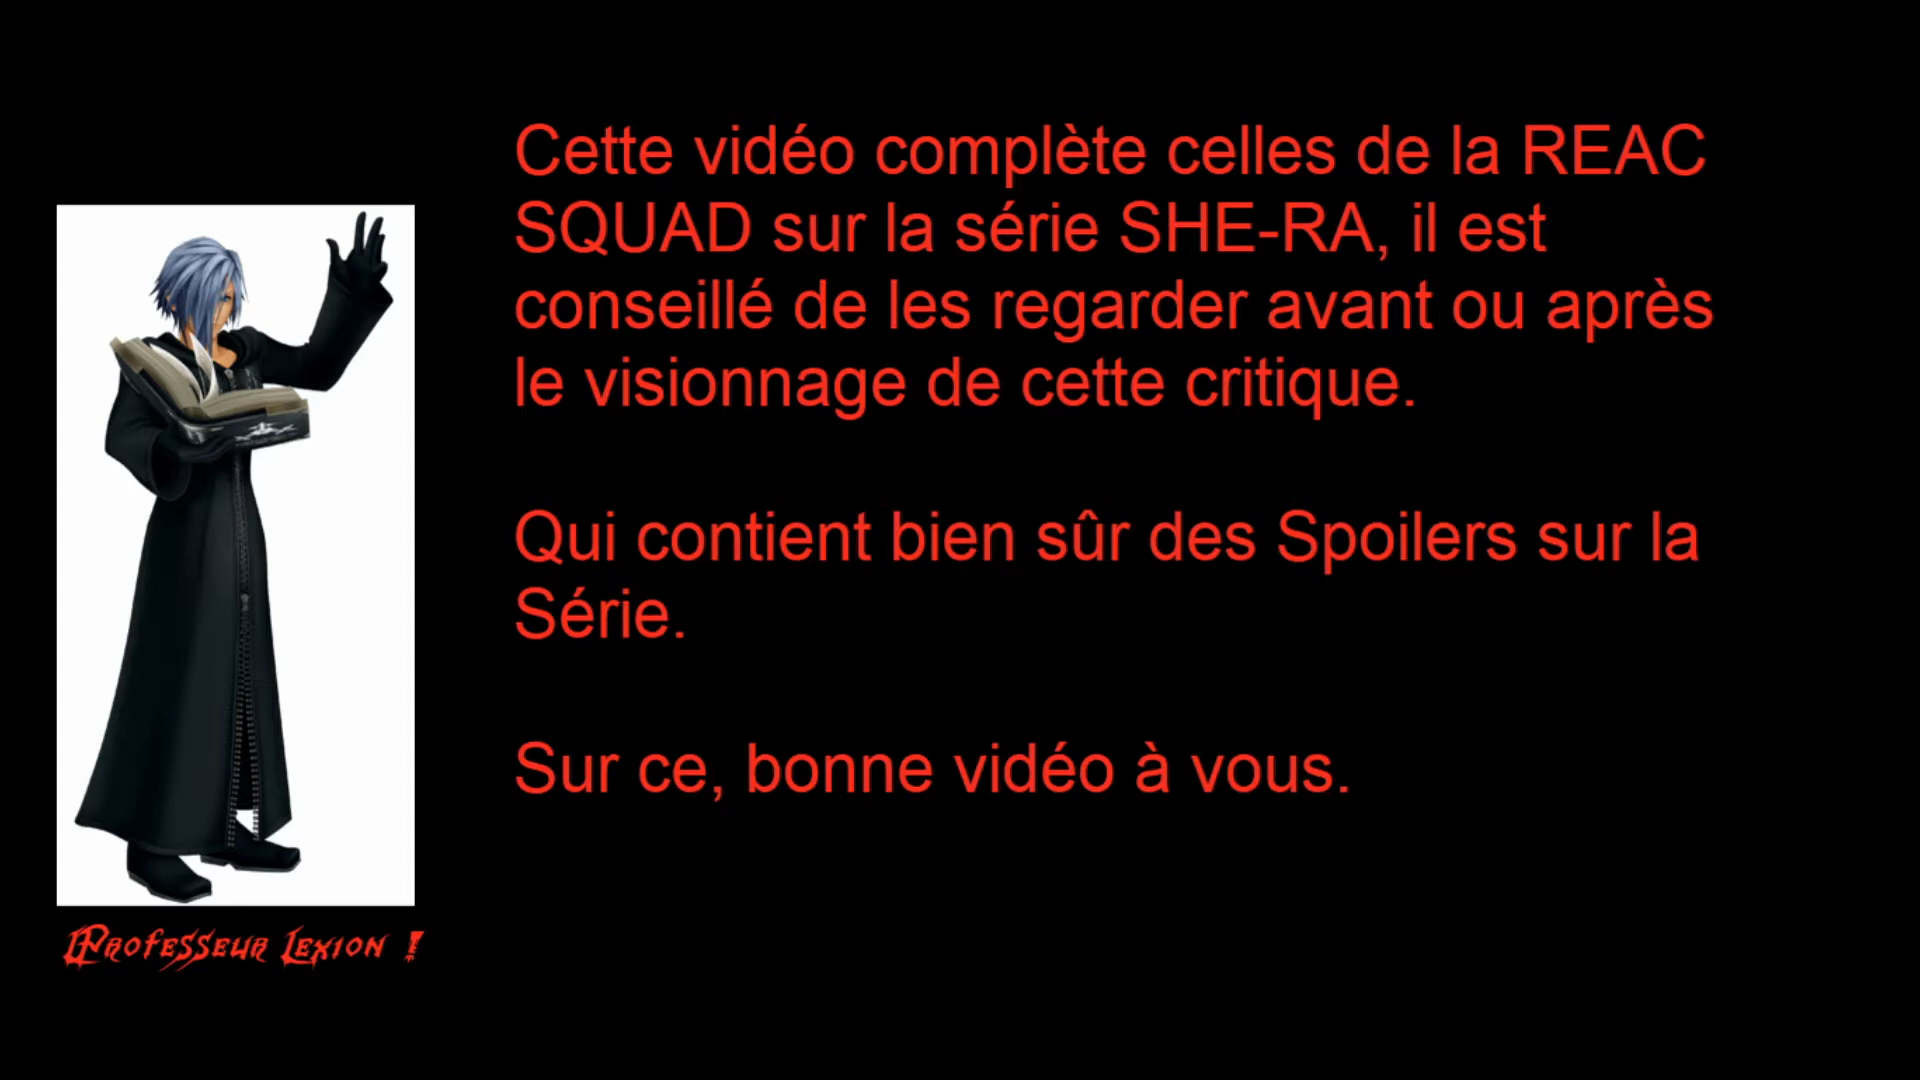 Cette vidéo complète celles de la REAC
SQUAD sur la série SHE-RA, il est
conseillé de les regarder avant ou après
le visionnage de cette critique.
Qui contient bien sûr des Spoilers sur la
Série.
Sur ce, bonne vidéo à vous.
Professeur Lexion !